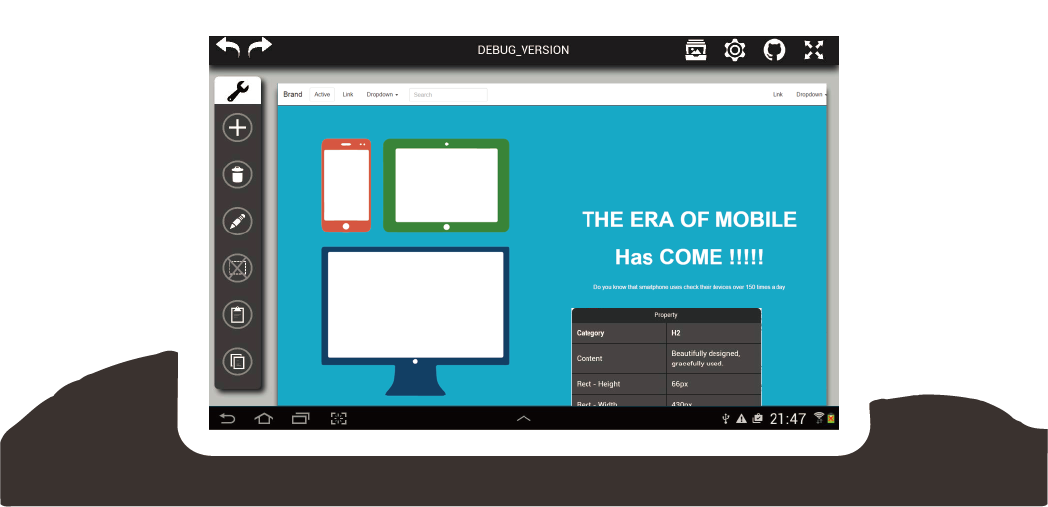 DEBUG_VERSION
Brand Active Link Dropdown Search Link Dropdown
THE ERA OF MOBILE
Has COME !!!!!
Do you know that smartphone uses check their devices over 150 times a day
Property
Category H2
Content Beautifully designed,
gracefully used.
Rect - Height 66px
Rect - Width 430px
21:47